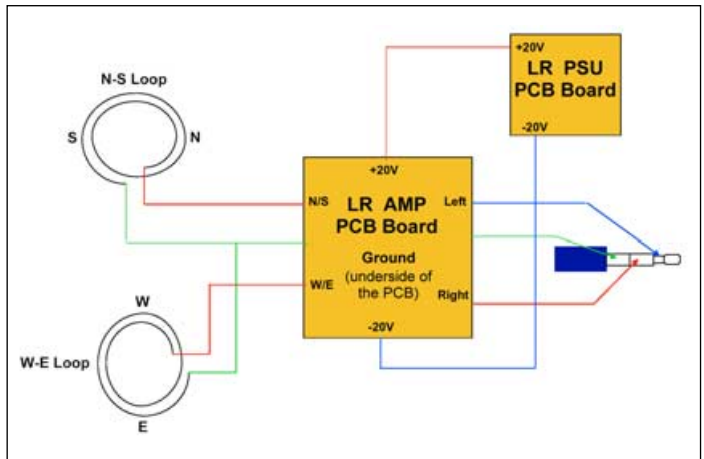 N-S Loop
S
N
W
W-E Loop
E
+20V
N/S
LR AMP
Left
PCB Board
Ground
(underside of
W/E
the PCB)
Right
-20V
+20V
LR PSU
PCB Board
-20V